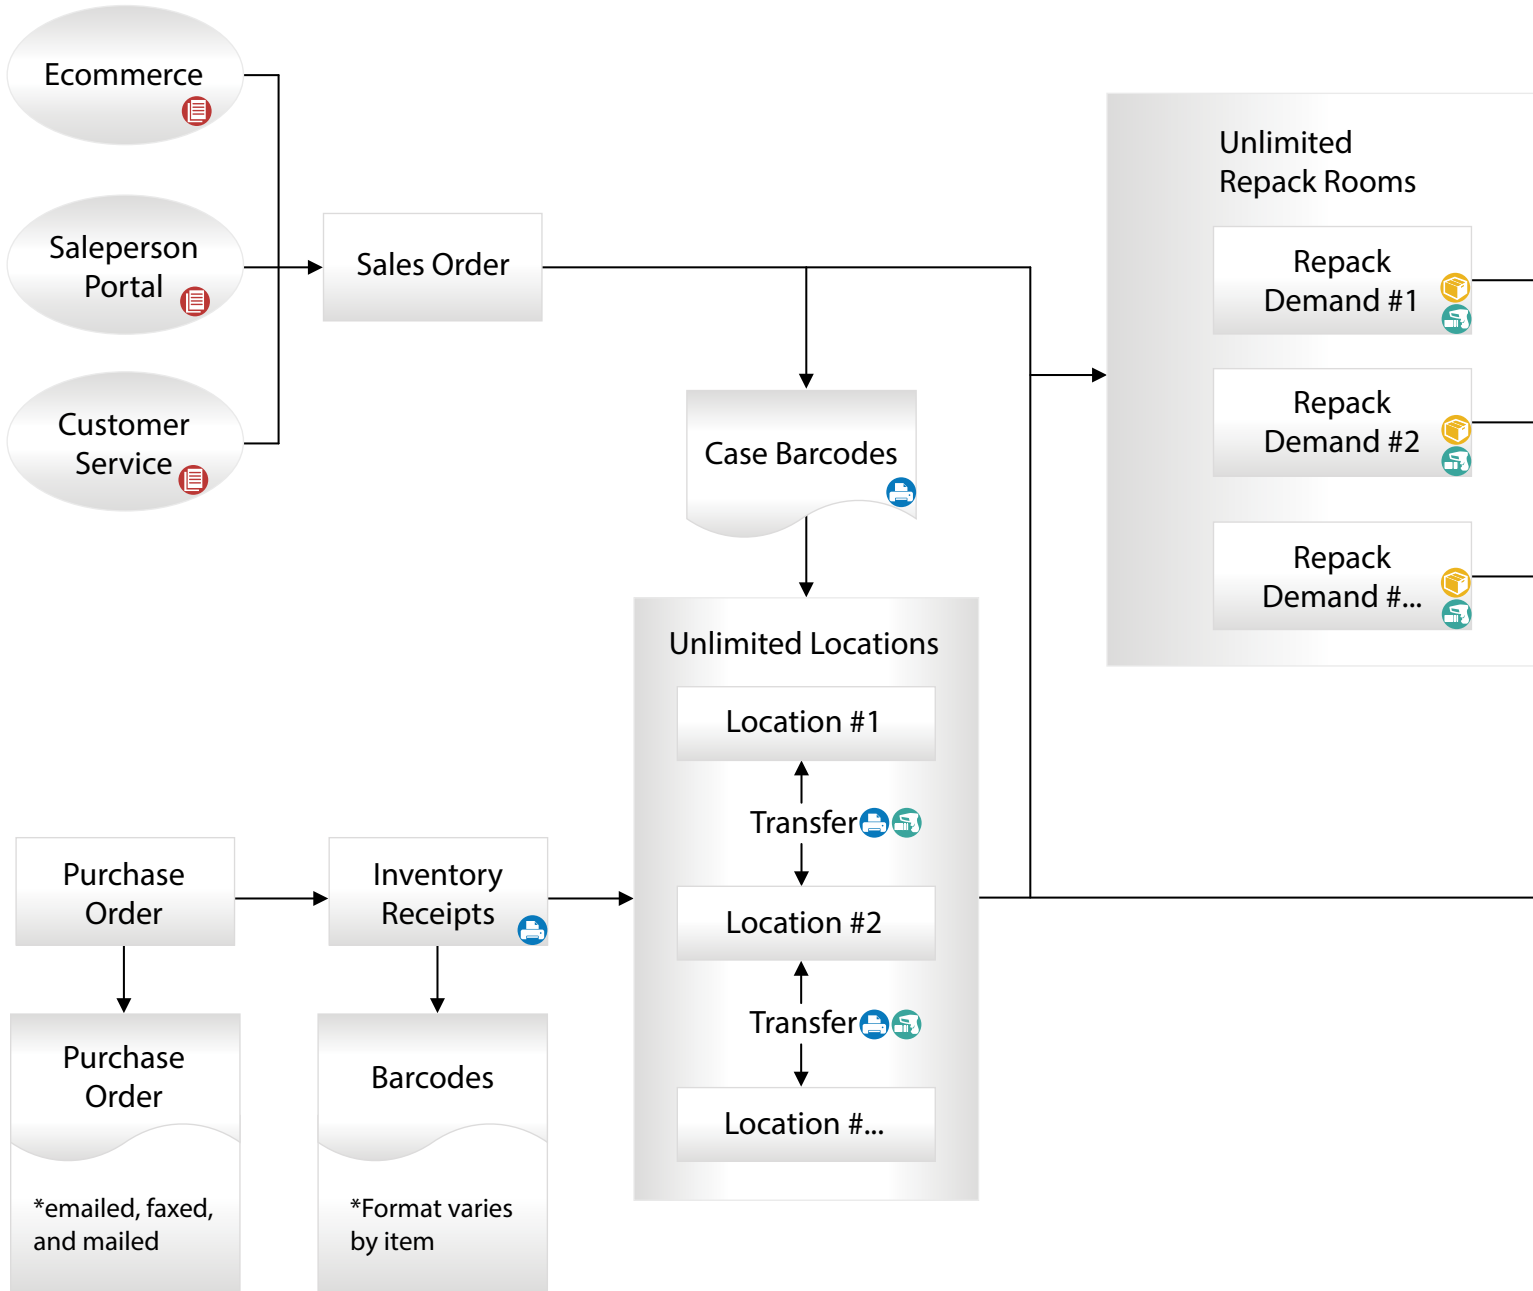 Ecommerce
Saleperson
Portal
Customer
Service
Sales Order
Case Barcodes
Unlimited
Repack Rooms
Repack
Demand #1
Repack
Demand #2
Repack
Demand #...
Unlimited Locations
Location #1
Transfer
Location #2
Transfer
Location #...
Purchase
Order
Inventory
Receipts
Purchase
Order
*emailed, faxed,
and mailed
Barcodes
*Format varies
by item